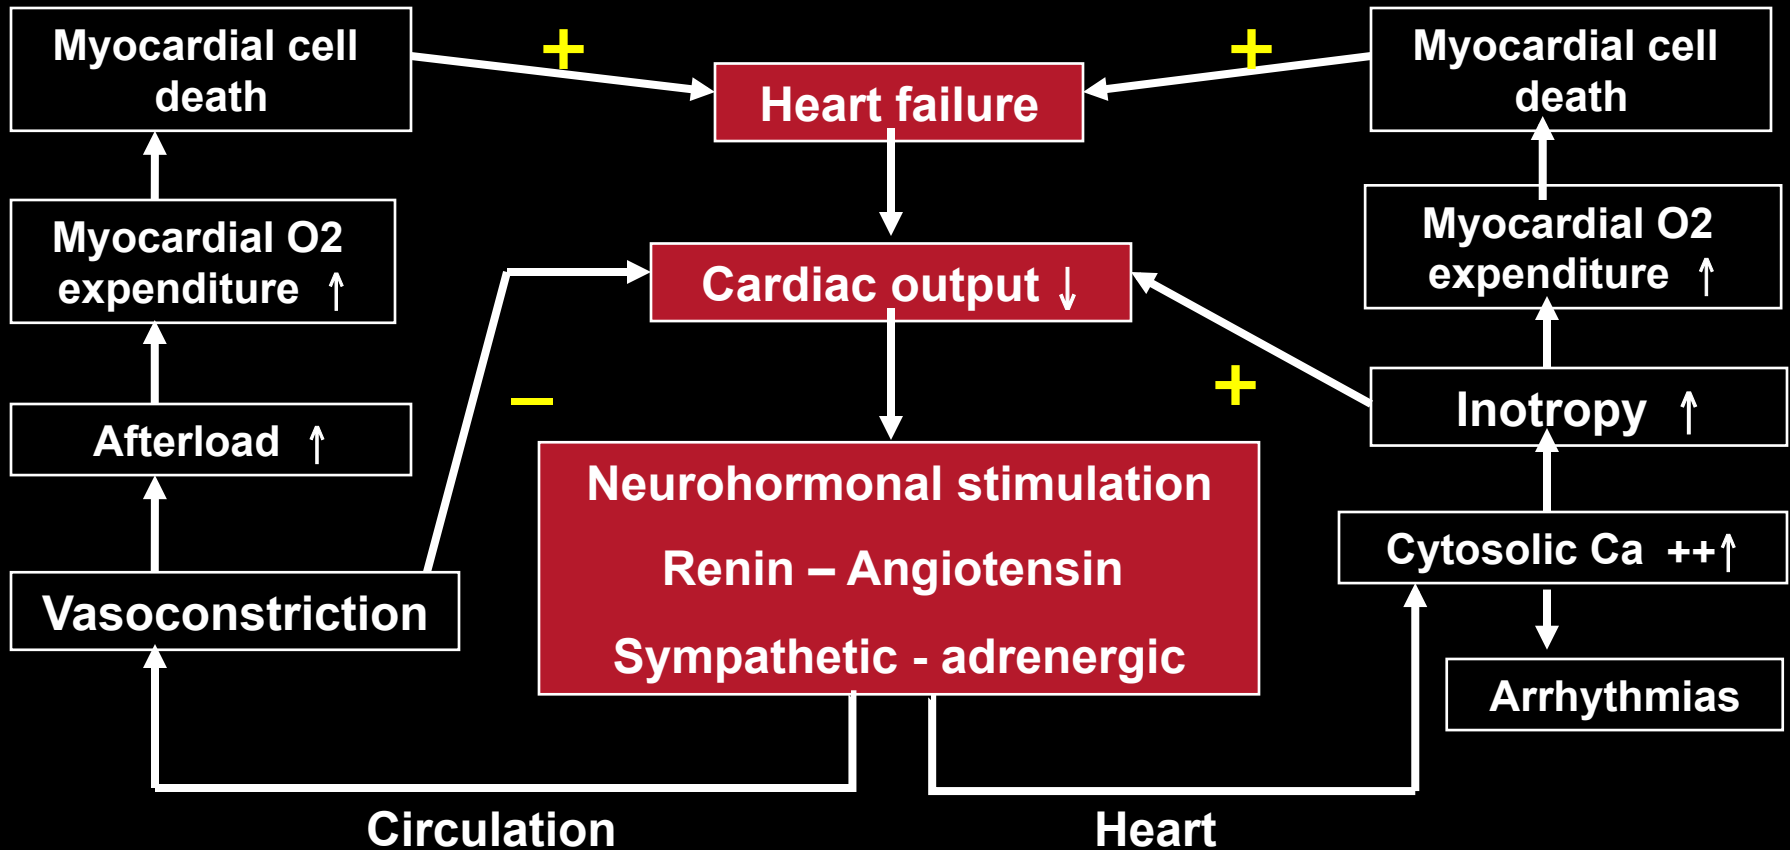 Myocardial cell
death
+
Heart failure
+
Myocardial cell
death
Myocardial O2
expenditure ↑
Cardiac output ↓
Myocardial O2
expenditure ↑
Afterload ↑
–
+
Inotropy ↑
Neurohormonal stimulation
Renin – Angiotensin
Sympathetic - adrenergic
Cytosolic Ca ++↑
Vasoconstriction
Arrhythmias
Circulation
Heart